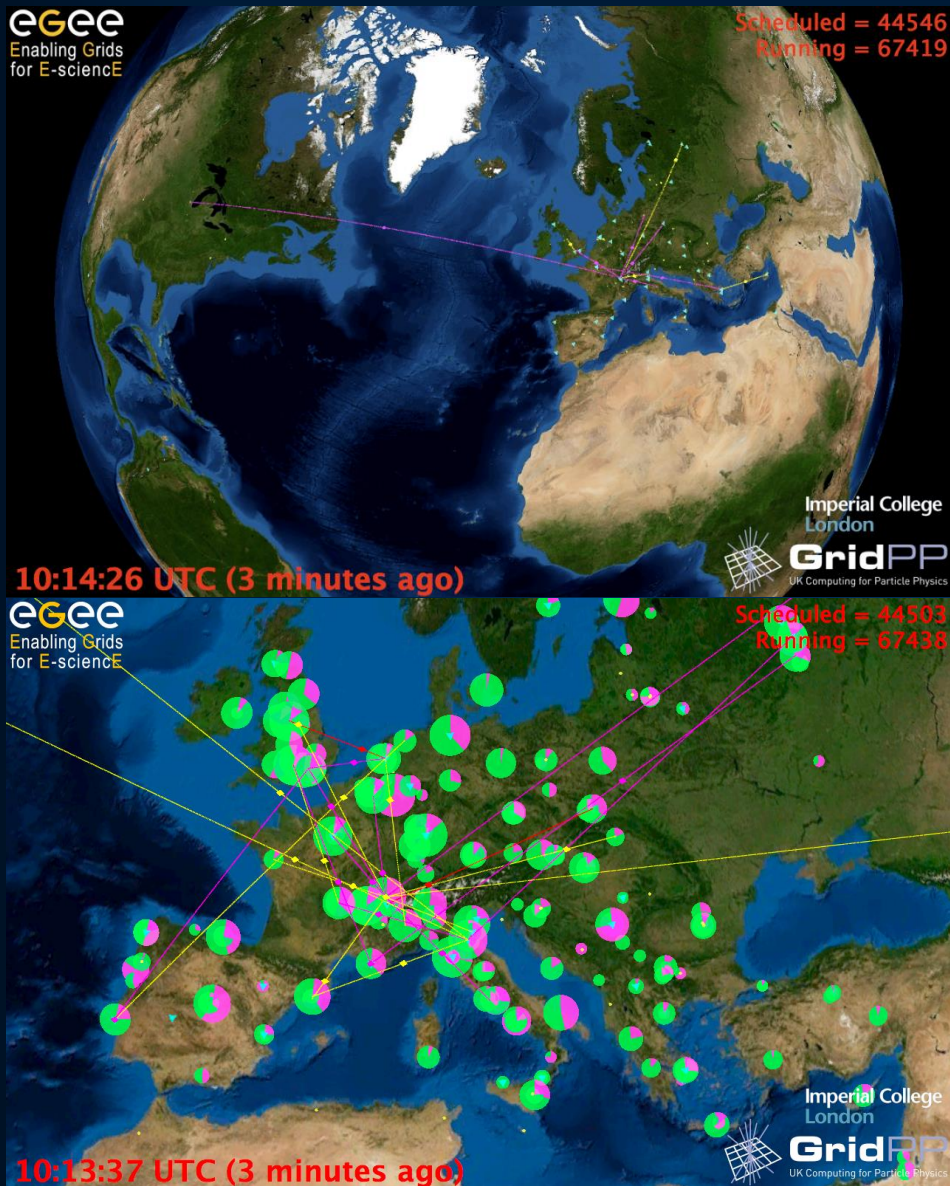 eGee
Enabling Grids
for E-sciencE
Scheduled = 44546
Running = 67419
Imperial College
London
GridPP
UK Computing for Particle Physics
10:14:26 UTC (3 minutes ago)
eGee
Enabling Grids
for E-sciencE
Scheduled = 44503
Running = 67438
Imperial College
London
GridPP
UK Computing for Particle Physics
10:13:37 UTC (3 minutes ago)